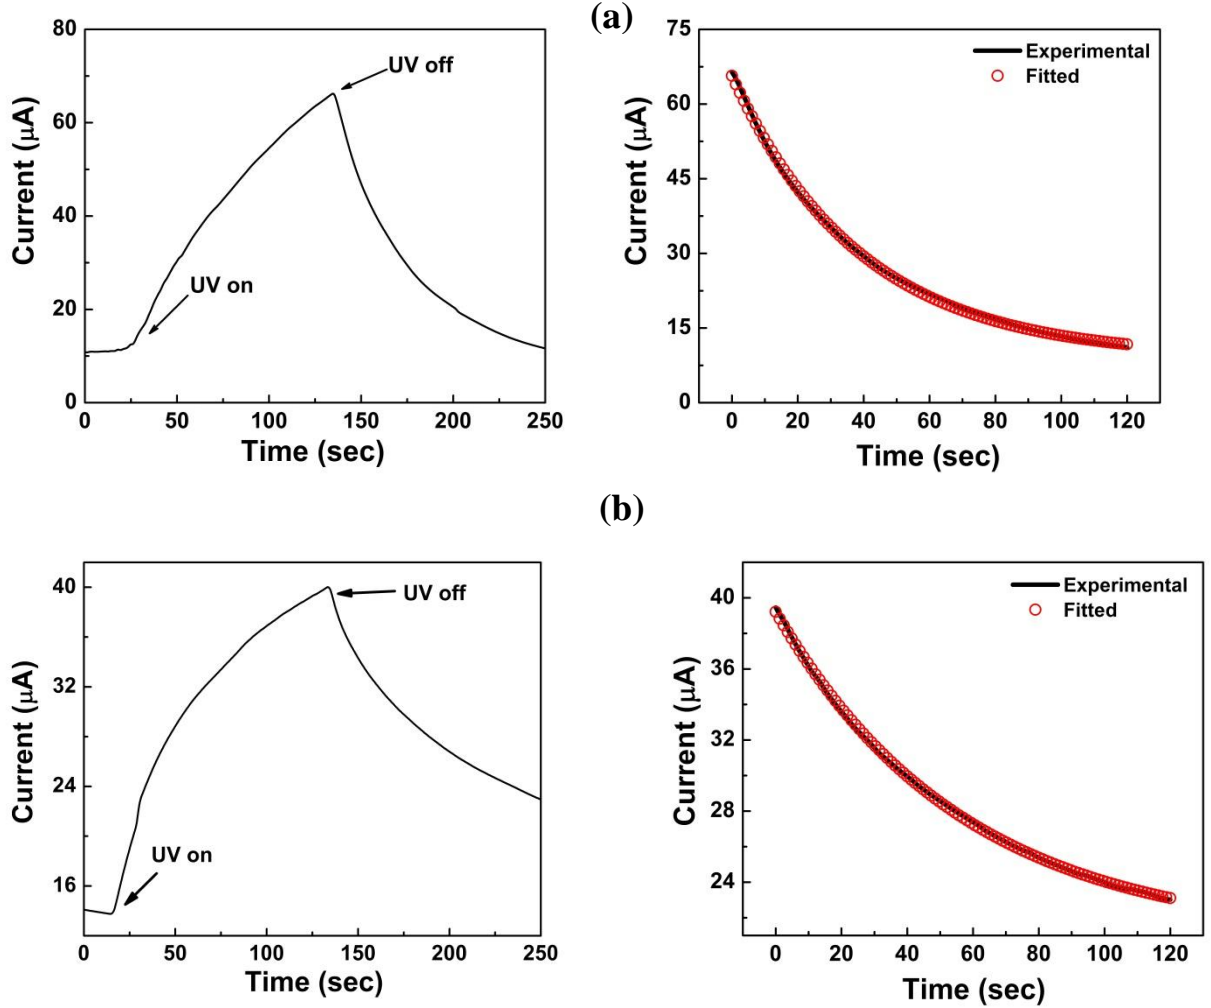 (a)
80
60
40
20
0
Current (μA)
UV off
UV on
0 50 100 150 200 250
Time (sec)
75
60
45
30
15
0
Current (μA)
Experimental
Fitted
0 20 40 60 80 100 120
Time (sec)
(b)
40
32
24
16
Current (μA)
UV off
UV on
0 50 100 150 200 250
Time (sec)
40
36
32
28
24
Current (μA)
Experimental
Fitted
0 20 40 60 80 100 120
Time (sec)